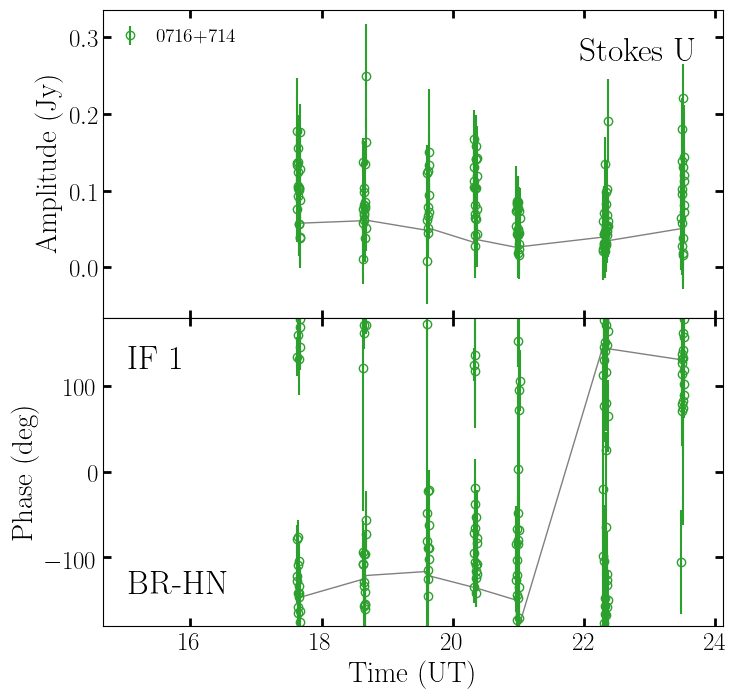 0716+714
Stokes U
0.3
0.2
0.1
0.0
Amplitude (Jy)
IF 1
100
0
−100
Phase (deg)
BR-HN
16 18 20 22 24
Time (UT)